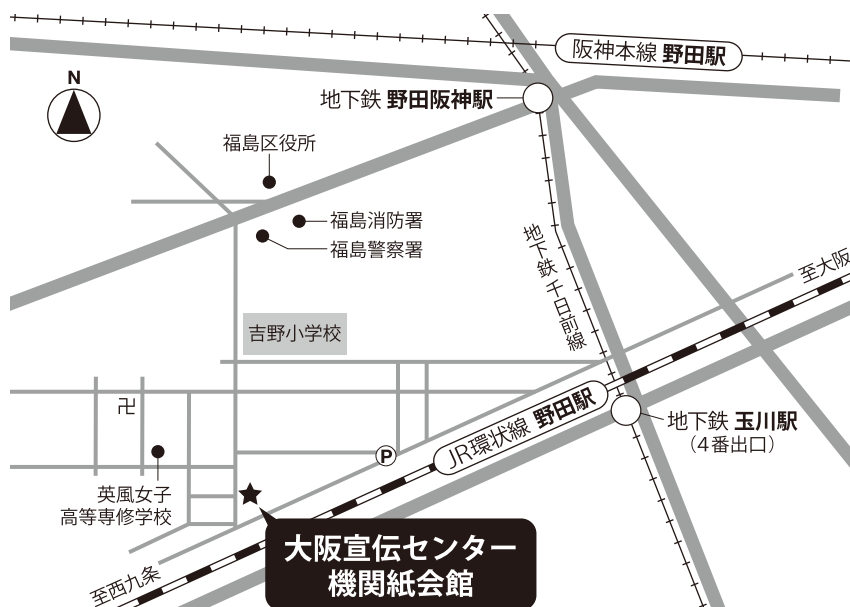 阪神本線 野田駅
N
地下鉄 野田阪神駅
福島区役所
福島消防署
福島警察署
地下鉄 千日前線
至大阪
吉野小学校
卍
JR環状線 野田駅
地下鉄 玉川駅
（4番出口）
P
英風女子
高等専修学校
大阪宣伝センター
機関紙会館
至西九条